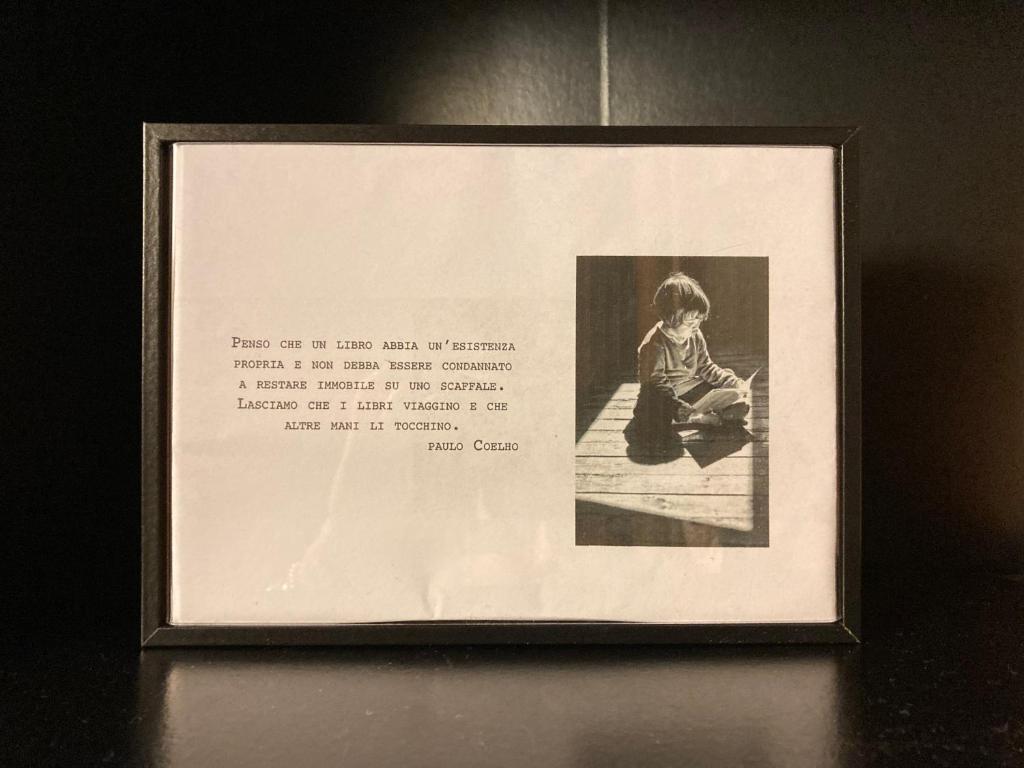 Penso che un libro abbia un'esistenza
propria e non debba essere condannato
a restare immobile su uno scaffale.
Lasciamo che i libri viaggino e che
altre mani li tocchino.
paulo Coelho